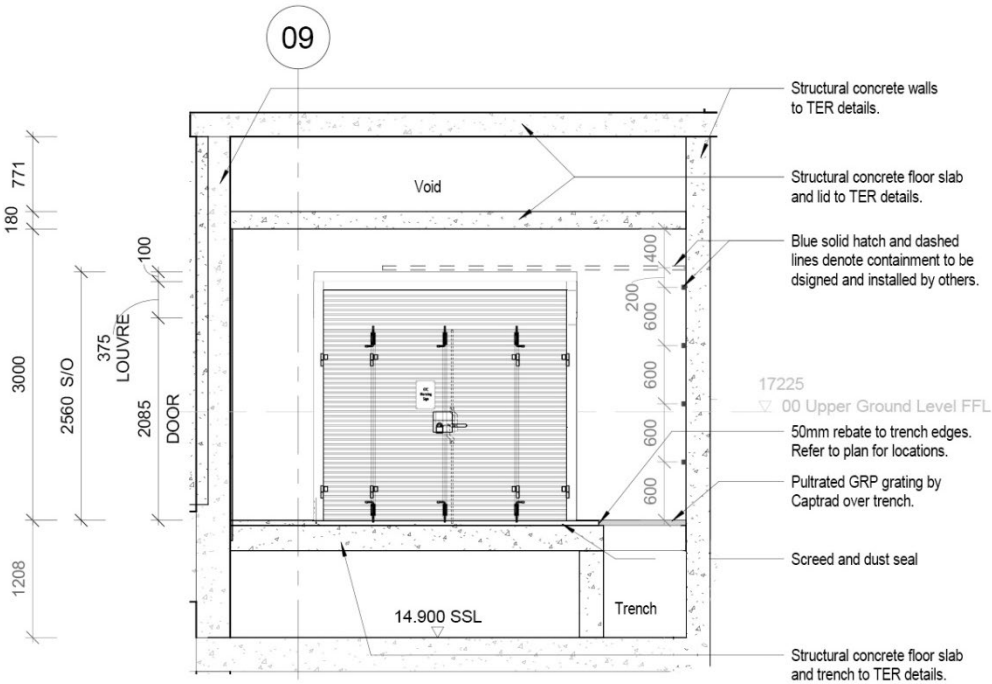 09
Structural concrete walls
to TER details.
Structural concrete floor slab
and lid to TER details.
Blue solid hatch and dashed
lines denote containment to be
dsigned and installed by others.
17225
00 Upper Ground Level FFL
50mm rebate to trench edges.
Refer to plan for locations.
Pultrated GRP grating by
Captrad over trench.
Screed and dust seal
Structural concrete floor slab
and trench to TER details.
Void
771
180
3000
1208
2560 S/O
100
375
LOUVRE
2085
DOOR
400
200
600
600
600
600
600
14.900 SSL
Trench